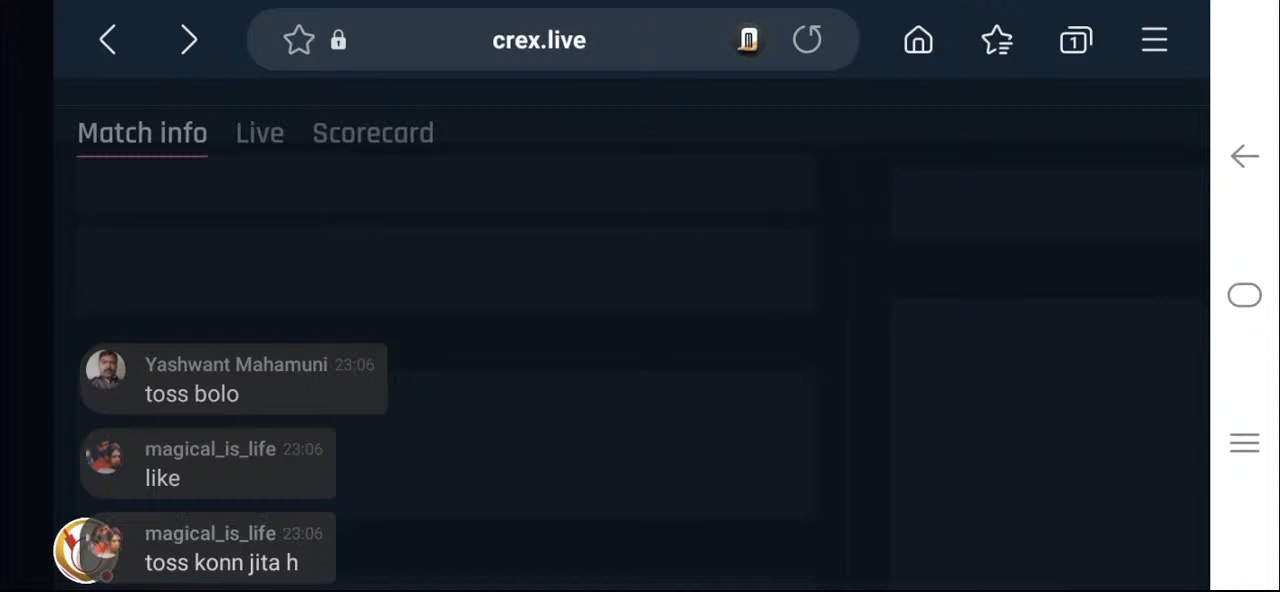 crex.live
1
Match info Live Scorecard
Yashwant Mahamuni 23:06
toss bolo
magical_is_life 23:06
like
magical_is_life 23:06
toss konn jita h